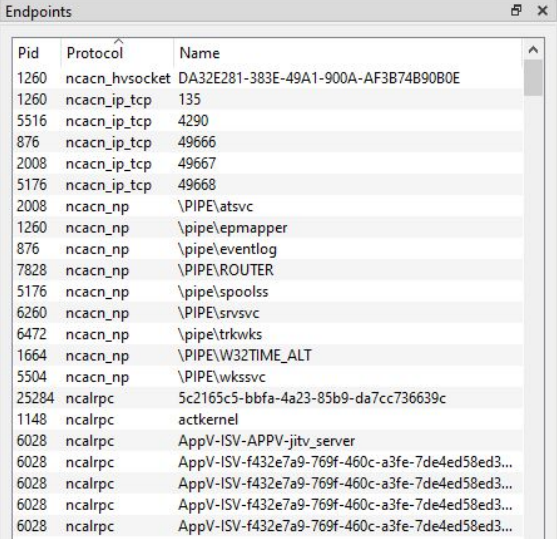 Endpoints
Pid Protocol Name
1260 ncacn_hvsocket DA32E281-383E-49A1-900A-AF3B74B90B0E
1260 ncacn_ip_tcp 135
5516 ncacn_ip_tcp 4290
876 ncacn_ip_tcp 49666
2008 ncacn_ip_tcp 49667
5176 ncacn_ip_tcp 49668
2008 ncacn_np \PIPE\atsvc
1260 ncacn_np \pipe\epmapper
876 ncacn_np \pipe\eventlog
7828 ncacn_np \PIPE\ROUTER
5176 ncacn_np \pipe\spoolss
6260 ncacn_np \PIPE\srvsvc
6472 ncacn_np \pipe\trkwks
1664 ncacn_np \PIPE\W32TIME_ALT
5504 ncacn_np \PIPE\wkssvc
25284 ncalrpc 5c2165c5-bbfa-4a23-85b9-da7cc736639c
1148 ncalrpc actkernel
6028 ncalrpc AppV-ISV-APPV-jitv_server
6028 ncalrpc AppV-ISV-f432e7a9-769f-460c-a3fe-7de4ed58ed3...
6028 ncalrpc AppV-ISV-f432e7a9-769f-460c-a3fe-7de4ed58ed3...
6028 ncalrpc AppV-ISV-f432e7a9-769f-460c-a3fe-7de4ed58ed3...
6028 ncalrpc AppV-ISV-f432e7a9-769f-460c-a3fe-7de4ed58ed3...